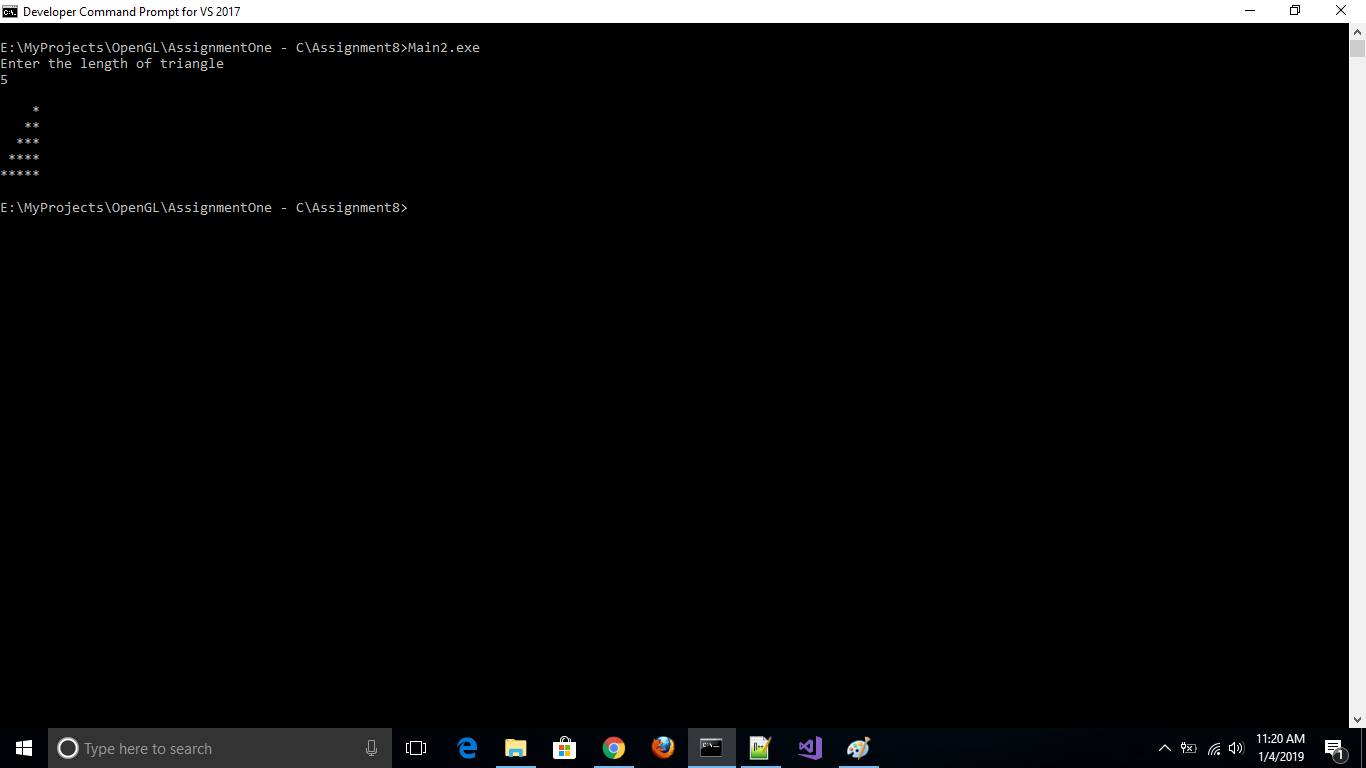 Developer Command Prompt for VS 2017
E:\MyProjects\OpenGL\AssignmentOne - C\Assignment8>Main2.exe
Enter the length of triangle
5
    *
   **
  ***
 ****
*****
E:\MyProjects\OpenGL\AssignmentOne - C\Assignment8>
Type here to search
11:20 AM
1/4/2019
1